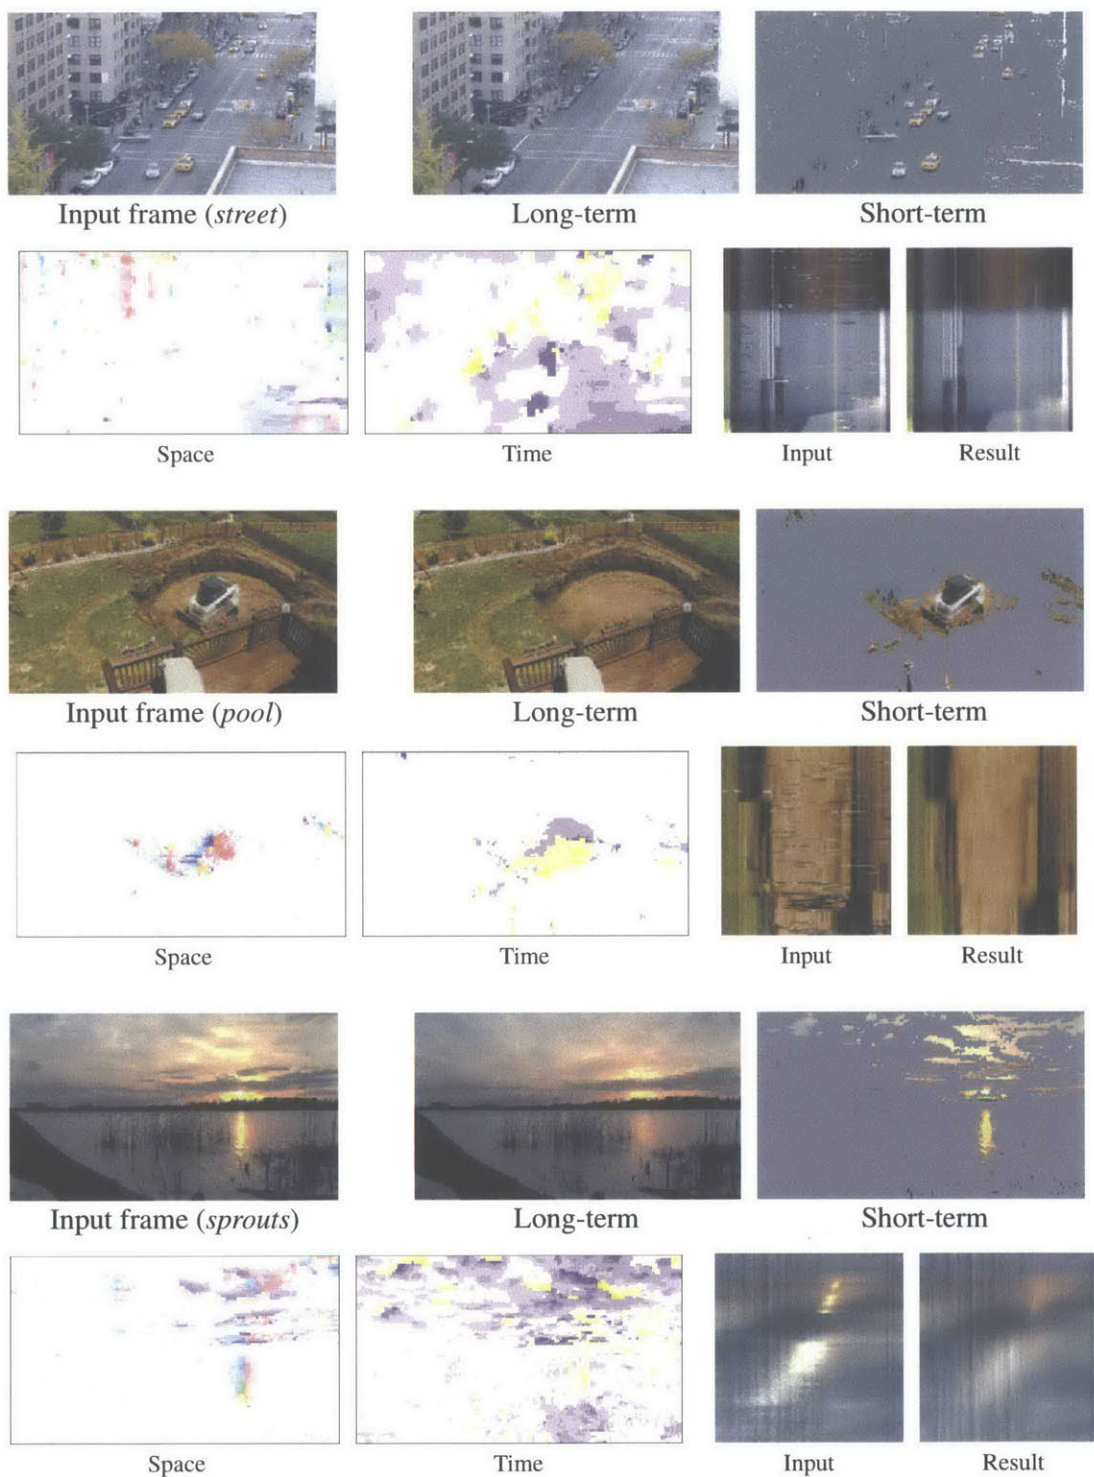 Input frame (street)
Long-term
Short-term
Space
Time
Input
Result
Input frame (pool)
Long-term
Short-term
Space
Time
Input
Result
Input frame (sprouts)
Long-term
Short-term
Space
Time
Input
Result